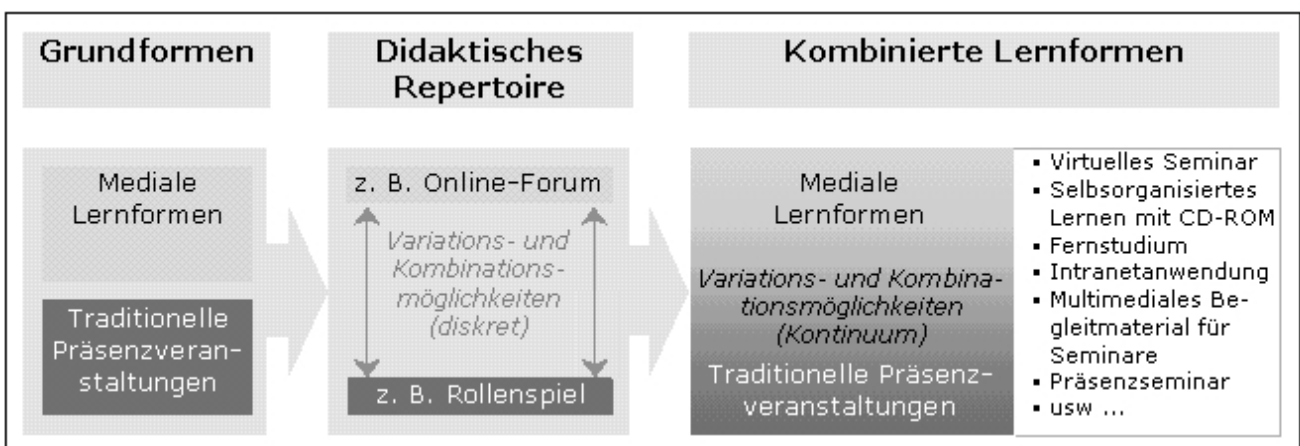 Grundformen
Didaktisches
Repertoire
Kombinierte Lernformen
Mediale
Lernformen
Traditionelle
Präsenzveran-
staltungen
z. B. Online-Forum
Variations- und
Kombinations-
möglichkeiten
(diskret)
z. B. Rollenspiel
Mediale
Lernformen
Variations- und Kombina-
tionsmöglichkeiten
(Kontinuum)
Traditionelle Präsenz-
veranstaltungen
▪ Virtuelles Seminar
▪ Selbsorganisiertes
Lernen mit CD-ROM
▪ Fernstudium
▪ Intranetanwendung
▪ Multimediales Be-
gleitmaterial für
Seminare
▪ Präsenzseminar
▪ usw ...